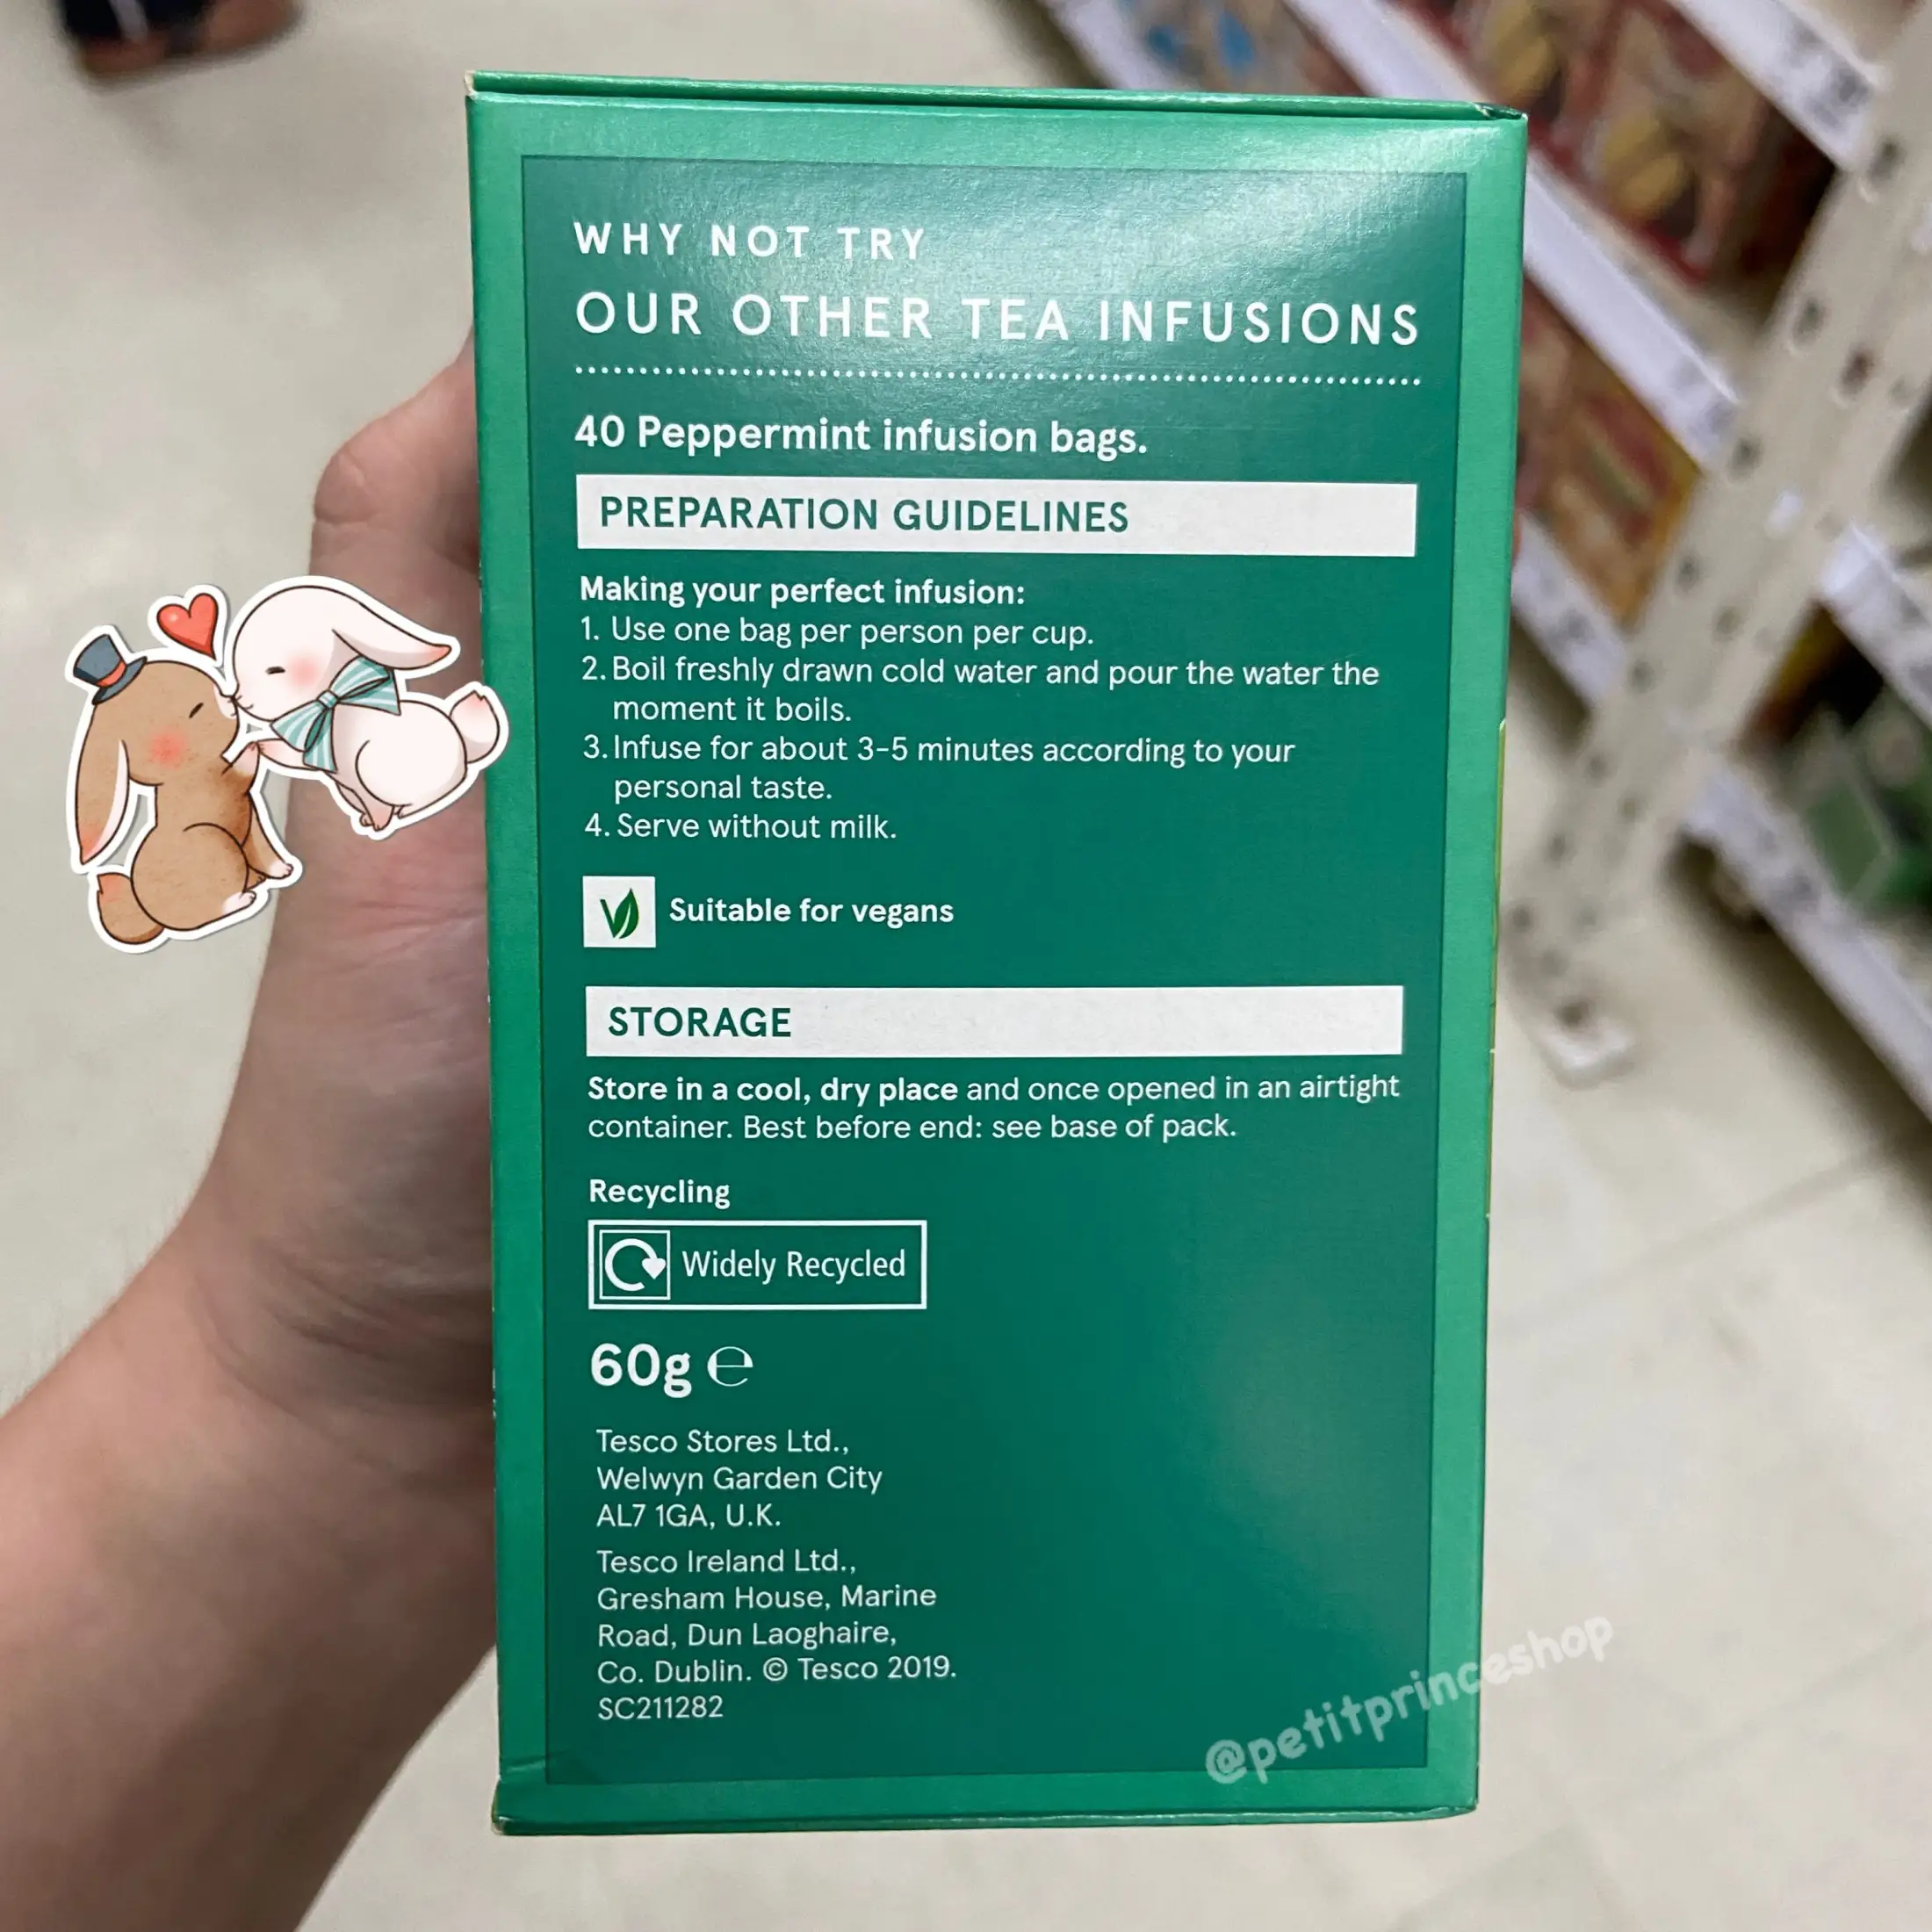 WHY NOT TRY
OUR OTHER TEA INFUSIONS
40 Peppermint infusion bags.
PREPARATION GUIDELINES
Making your perfect infusion:
1. Use one bag per person per cup.
2. Boil freshly drawn cold water and pour the water the
moment it boils.
3. Infuse for about 3-5 minutes according to your
personal taste.
4. Serve without milk.
Suitable for vegans
STORAGE
Store in a cool, dry place and once opened in an airtight
container. Best before end: see base of pack.
Recycling
Widely Recycled
60g ℮
Tesco Stores Ltd.,
Welwyn Garden City
AL7 1GA, U.K.
Tesco Ireland Ltd.,
Gresham House, Marine
Road, Dun Laoghaire,
Co. Dublin. © Tesco 2019.
SC211282
@petitprinceshop